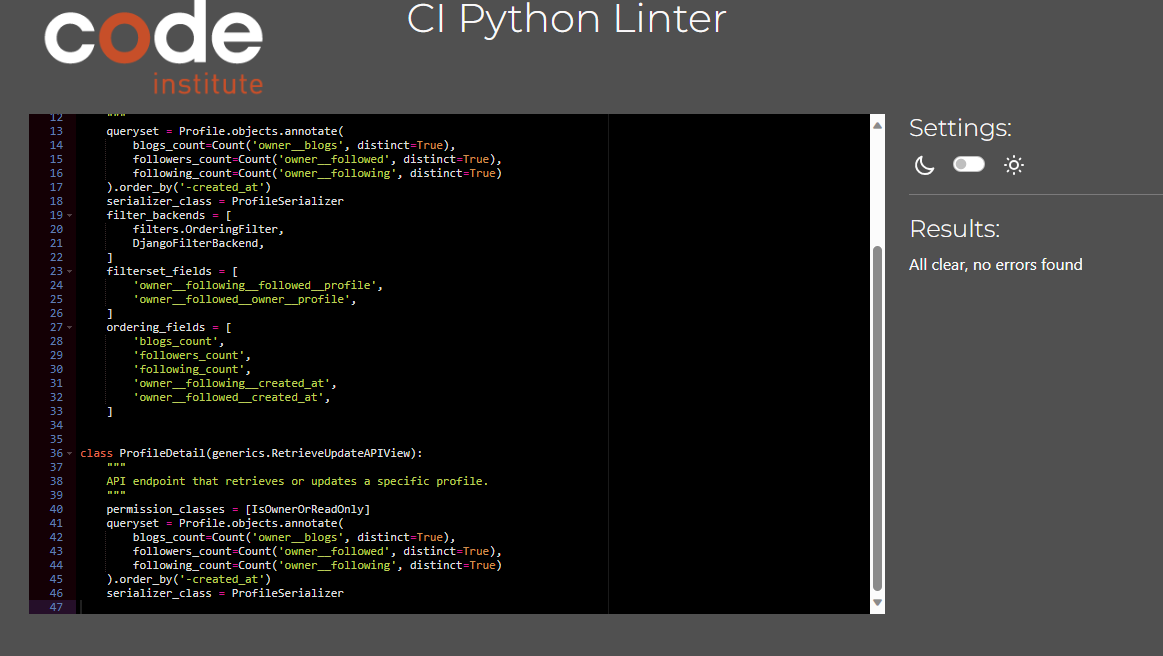 code
institute
CI Python Linter
12 """
13 queryset = Profile.objects.annotate(
14 blogs_count=Count('owner__blogs', distinct=True),
15 followers_count=Count('owner__followed', distinct=True),
16 following_count=Count('owner__following', distinct=True)
17 ).order_by('-created_at')
18 serializer_class = ProfileSerializer
19 filter_backends = [
20 filters.OrderingFilter,
21 DjangoFilterBackend,
22 ]
23 filterset_fields = [
24 'owner__following__followed__profile',
25 'owner__followed__owner__profile',
26 ]
27 ordering_fields = [
28 'blogs_count',
29 'followers_count',
30 'following_count',
31 'owner__following__created_at',
32 'owner__followed__created_at',
33 ]
34
35
36 class ProfileDetail(generics.RetrieveUpdateAPIView):
37 """
38 API endpoint that retrieves or updates a specific profile.
39 """
40 permission_classes = [IsOwnerOrReadOnly]
41 queryset = Profile.objects.annotate(
42 blogs_count=Count('owner__blogs', distinct=True),
43 followers_count=Count('owner__followed', distinct=True),
44 following_count=Count('owner__following', distinct=True)
45 ).order_by('-created_at')
46 serializer_class = ProfileSerializer
47
Settings:
Results:
All clear, no errors found